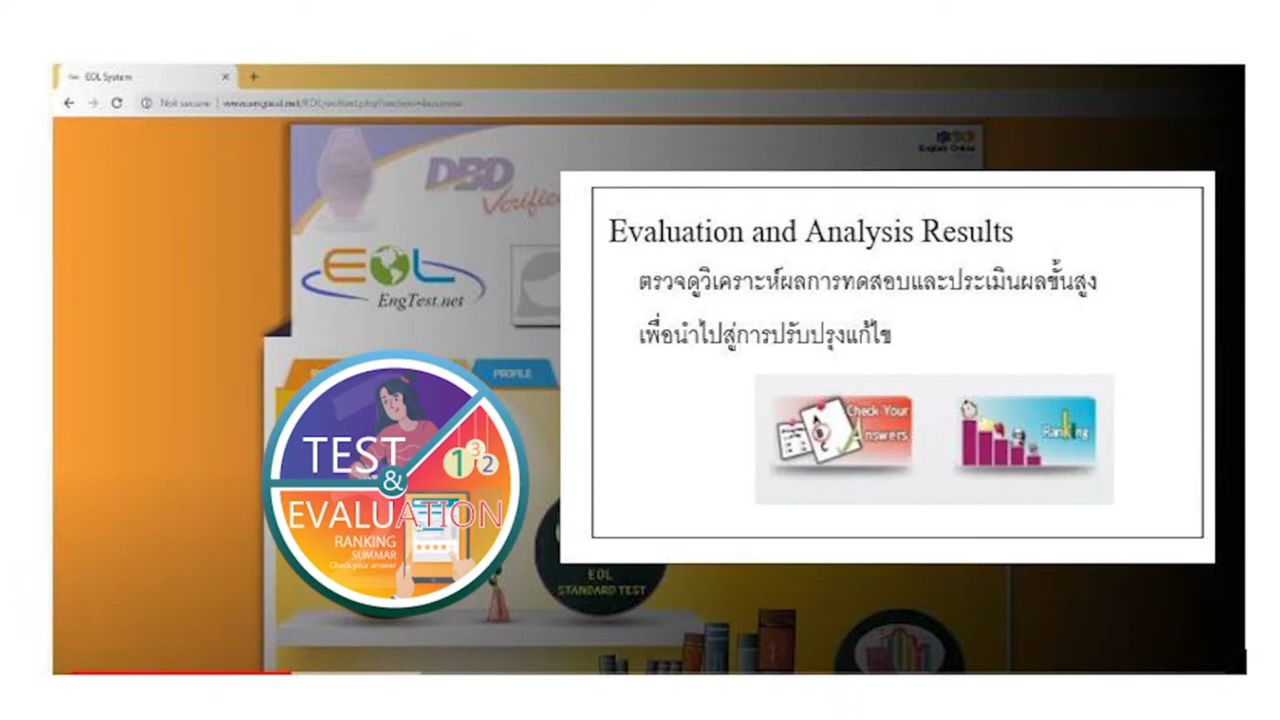 EOL System
Not secure
DBD
Verifie
English Online
EOL
EngTest.net
PROFILE
Evaluation and Analysis Results
ตรวจดูวิเคราะห์ผลการทดสอบและประเมินผลขั้นสูง
เพื่อนำไปสู่การปรับปรุงแก้ไข
Check Your
Answers
Ranking
TEST
&
1 3 2
EVALUATION
RANKING
SUMMAR
Check your answer
EOL
STANDARD TEST